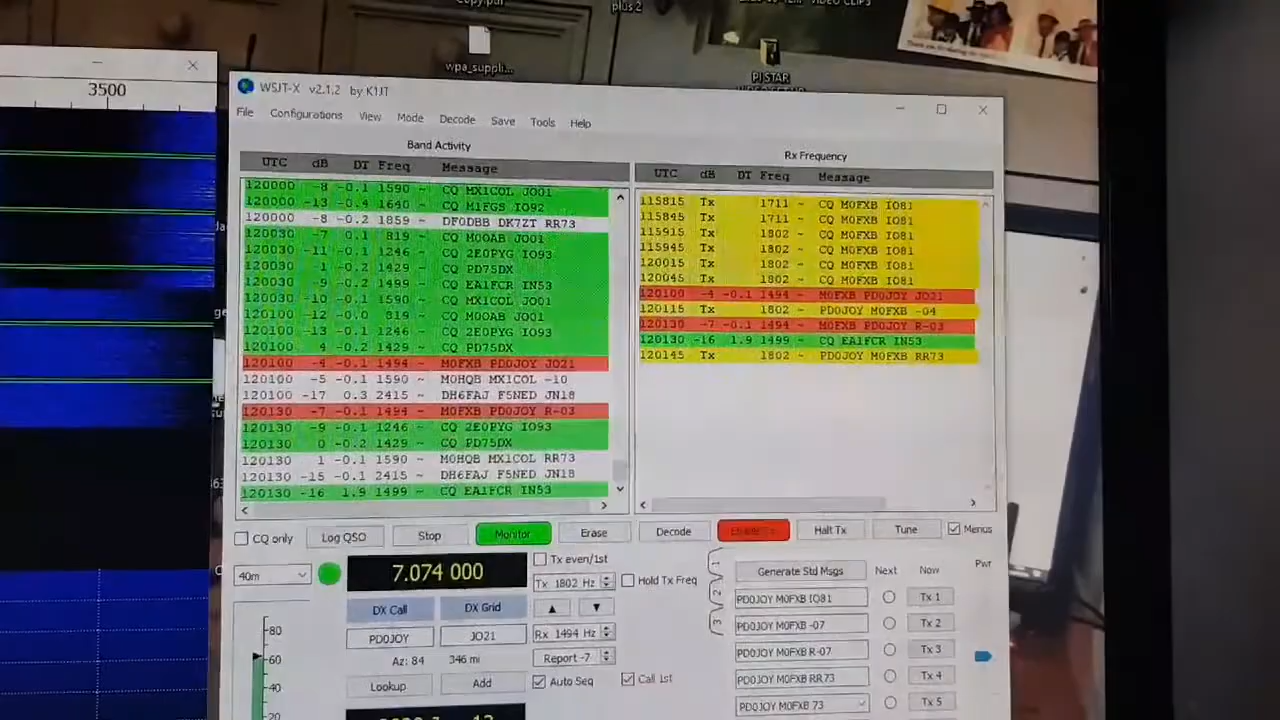 plus 2
wpa_suppli...
PI STAR
3500
WSJT-X v2.1.2 by K1JT
File Configurations View Mode Decode Save Tools Help
Band Activity
UTC dB DT Freq Message
120000 -8 -0.1 1590 ~ CQ MX1COL JO01
120000 -13 -0.4 1640 ~ CQ M1FGS IO92
120000 -8 -0.2 1859 ~ DF0DBB DK7ZT RR73
120030 -7 0.1 819 ~ CQ M0OAB JO01
120030 -11 -0.1 1246 ~ CQ 2E0PYG IO93
120030 -1 -0.2 1429 ~ CQ PD75DX
120030 -9 -0.2 1499 ~ CQ EA1FCR IN53
120030 -10 -0.1 1590 ~ CQ MX1COL JO01
120100 -12 -0.0 819 ~ CQ M0OAB JO01
120100 -13 -0.1 1246 ~ CQ 2E0PYG IO93
120100 4 -0.2 1429 ~ CQ PD75DX
120100 -4 -0.1 1494 ~ M0FXB PD0JOY JO21
120100 -5 -0.1 1590 ~ M0HQB MX1COL -10
120100 -17 0.3 2415 ~ DH6FAJ F5NED JN18
120130 -7 -0.1 1494 ~ M0FXB PD0JOY R-03
120130 -9 -0.1 1246 ~ CQ 2E0PYG IO93
120130 0 -0.2 1429 ~ CQ PD75DX
120130 1 -0.1 1590 ~ M0HQB MX1COL RR73
120130 -15 -0.1 2415 ~ DH6FAJ F5NED JN18
120130 -16 1.9 1499 ~ CQ EA1FCR IN53
Rx Frequency
UTC dB DT Freq Message
115815 Tx 1711 ~ CQ M0FXB IO81
115845 Tx 1711 ~ CQ M0FXB IO81
115915 Tx 1802 ~ CQ M0FXB IO81
115945 Tx 1802 ~ CQ M0FXB IO81
120015 Tx 1802 ~ CQ M0FXB IO81
120045 Tx 1802 ~ CQ M0FXB IO81
120100 -4 -0.1 1494 ~ M0FXB PD0JOY JO21
120115 Tx 1802 ~ PD0JOY M0FXB -04
120130 -7 -0.1 1494 ~ M0FXB PD0JOY R-03
120130 -16 1.9 1499 ~ CQ EA1FCR IN53
120145 Tx 1802 ~ PD0JOY M0FXB RR73
CQ only Log QSO Stop Monitor Erase Decode Enable Tx Halt Tx Tune Menus
40m 7.074 000
Tx even/1st
Tx 1802 Hz Hold Tx Freq
DX Call DX Grid
PD0JOY JO21
Rx 1494 Hz
Az: 84 346 mi
Report -7
Lookup Add
Auto Seq Call 1st
-80
-60
-40
-20
1
2
3
Generate Std Msgs Next Now Pwr
PD0JOY M0FXB IO81 Tx 1
PD0JOY M0FXB -07 Tx 2
PD0JOY M0FXB R-07 Tx 3
PD0JOY M0FXB RR73 Tx 4
PD0JOY M0FXB 73 Tx 5